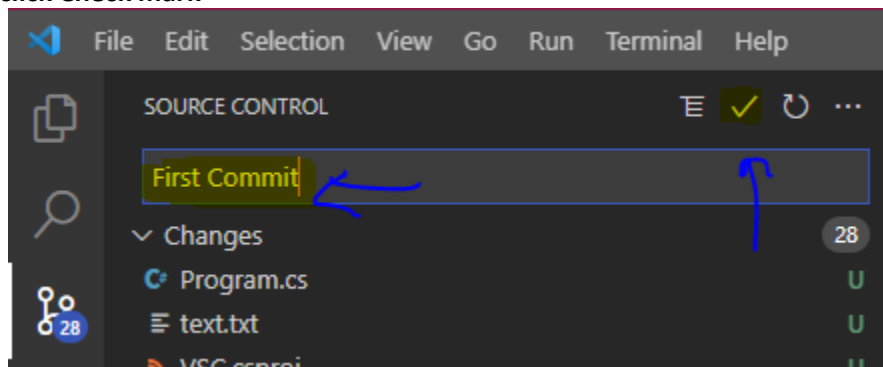 File Edit Selection View Go Run Terminal Help
SOURCE CONTROL
First Commit
Changes 28
C# Program.cs U
text.txt U
28